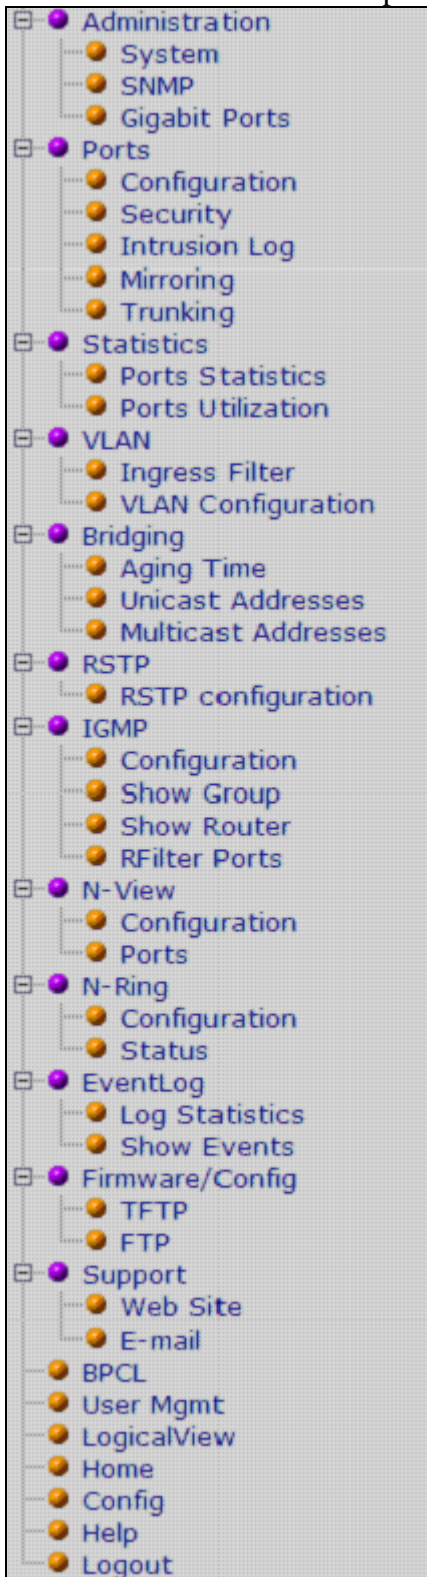 Administration
System
SNMP
Gigabit Ports
Ports
Configuration
Security
Intrusion Log
Mirroring
Trunking
Statistics
Ports Statistics
Ports Utilization
VLAN
Ingress Filter
VLAN Configuration
Bridging
Aging Time
Unicast Addresses
Multicast Addresses
RSTP
RSTP configuration
IGMP
Configuration
Show Group
Show Router
RFilter Ports
N-View
Configuration
Ports
N-Ring
Configuration
Status
EventLog
Log Statistics
Show Events
Firmware/Config
TFTP
FTP
Support
Web Site
E-mail
BPCL
User Mgmt
LogicalView
Home
Config
Help
Logout